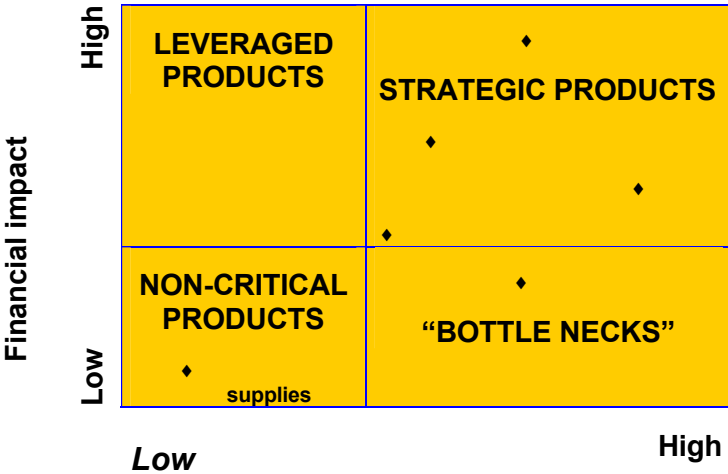 High
LEVERAGED
PRODUCTS
STRATEGIC PRODUCTS
Financial impact
NON-CRITICAL
PRODUCTS
“BOTTLE NECKS”
Low
supplies
Low
High